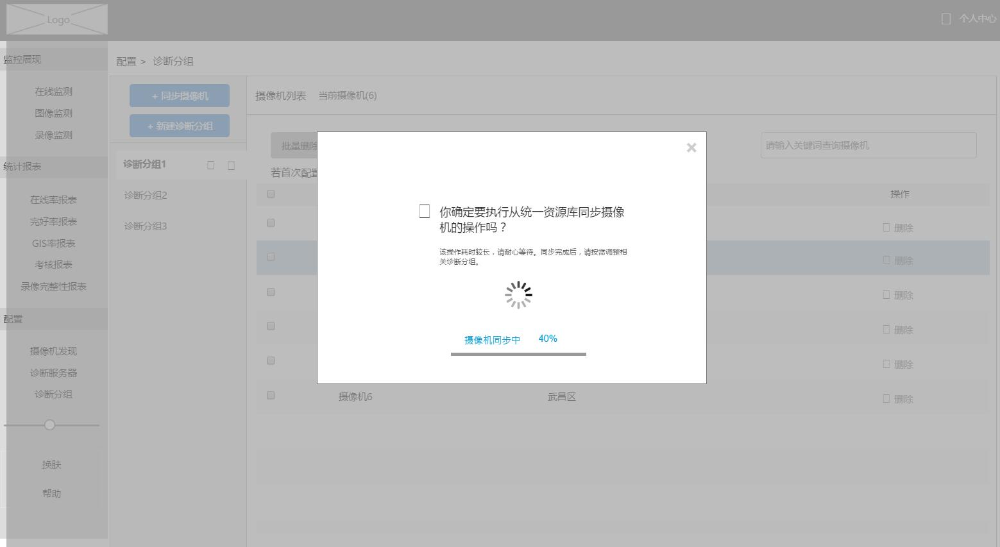 Logo
个人中心
监控展现
在线监测
图像监测
录像监测
统计报表
在线率报表
完好率报表
GIS率报表
考核报表
录像完整性报表
配置
摄像机发现
诊断服务器
诊断分组
换肤
帮助
配置 > 诊断分组
+ 同步摄像机
+ 新建诊断分组
诊断分组1
诊断分组2
诊断分组3
摄像机列表 当前摄像机(6)
批量删除
请输入关键词查询摄像机
若首次配置
操作
删除
删除
删除
删除
删除
摄像机6 武昌区 删除
×
你确定要执行从统一资源库同步摄像
机的操作吗？
该操作耗时较长，请耐心等待。同步完成后，请按需调整相
关诊断分组。
摄像机同步中 40%